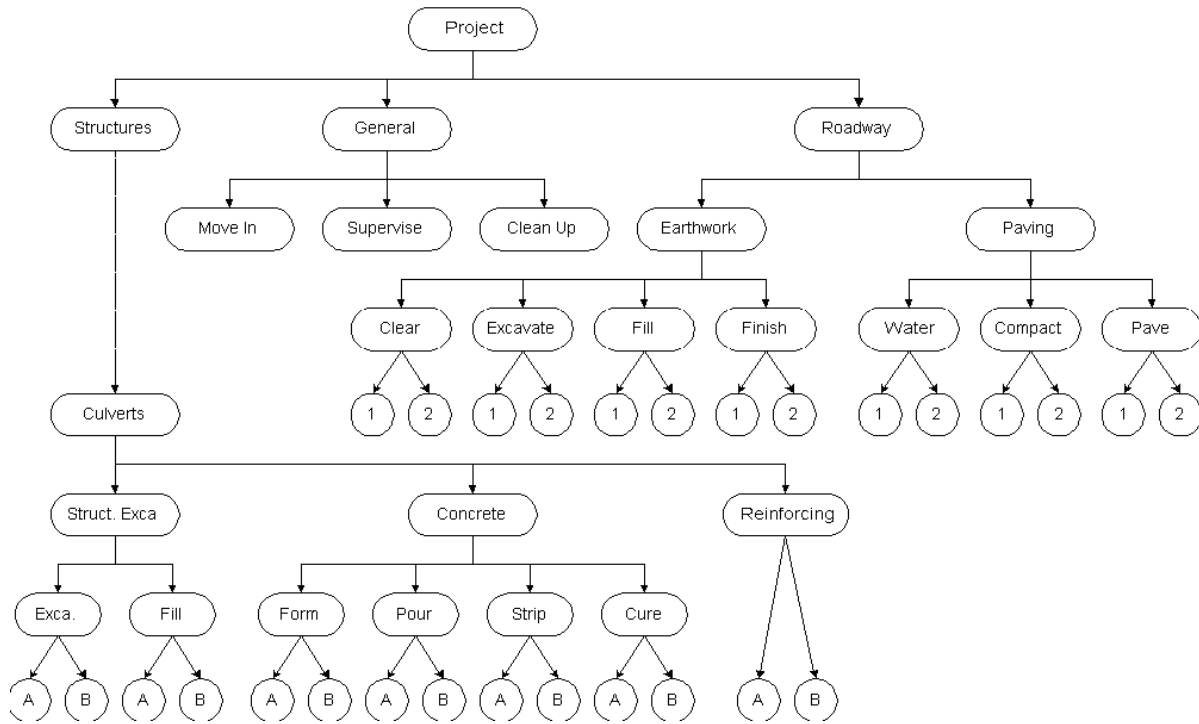 Project
Structures General Roadway
Move In Supervise Clean Up Earthwork Paving
Clear Excavate Fill Finish Water Compact Pave
Culverts 1 2 1 2 1 2 1 2 1 2 1 2 1 2
Struct. Exca Concrete Reinforcing
Exca. Fill Form Pour Strip Cure
A B A B A B A B A B A B A B